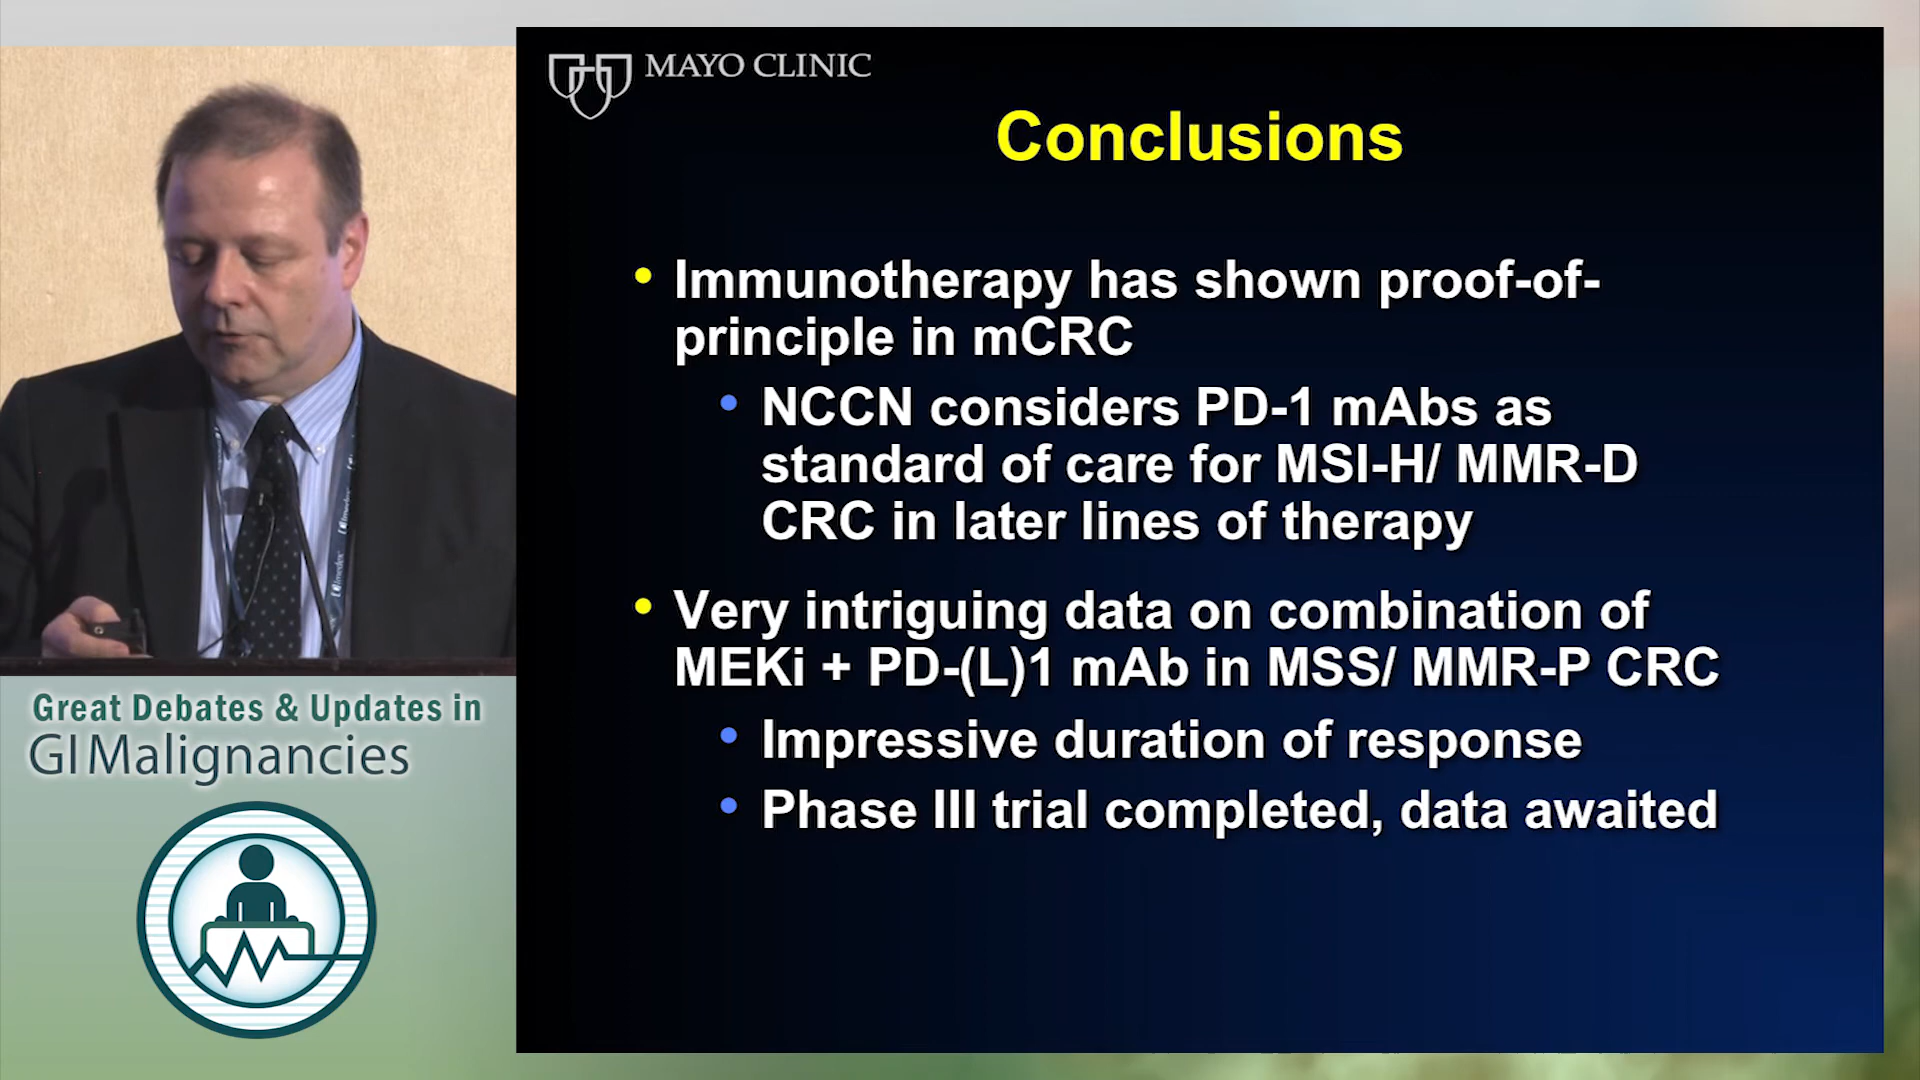 MAYO CLINIC
Conclusions
• Immunotherapy has shown proof-of-
principle in mCRC
• NCCN considers PD-1 mAbs as
standard of care for MSI-H/ MMR-D
CRC in later lines of therapy
• Very intriguing data on combination of
MEKi + PD-(L)1 mAb in MSS/ MMR-P CRC
• Impressive duration of response
• Phase III trial completed, data awaited
Great Debates & Updates in
GI Malignancies
imedex
imedex